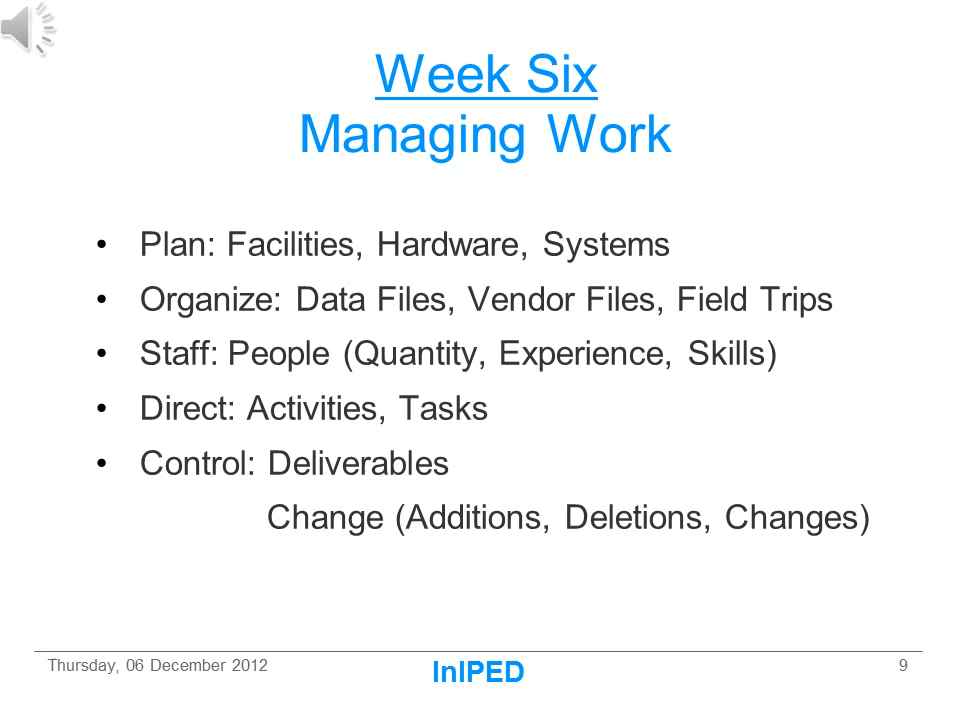 Week Six
Managing Work
• Plan: Facilities, Hardware, Systems
• Organize: Data Files, Vendor Files, Field Trips
• Staff: People (Quantity, Experience, Skills)
• Direct: Activities, Tasks
• Control: Deliverables
Change (Additions, Deletions, Changes)
Thursday, 06 December 2012 InIPED 9